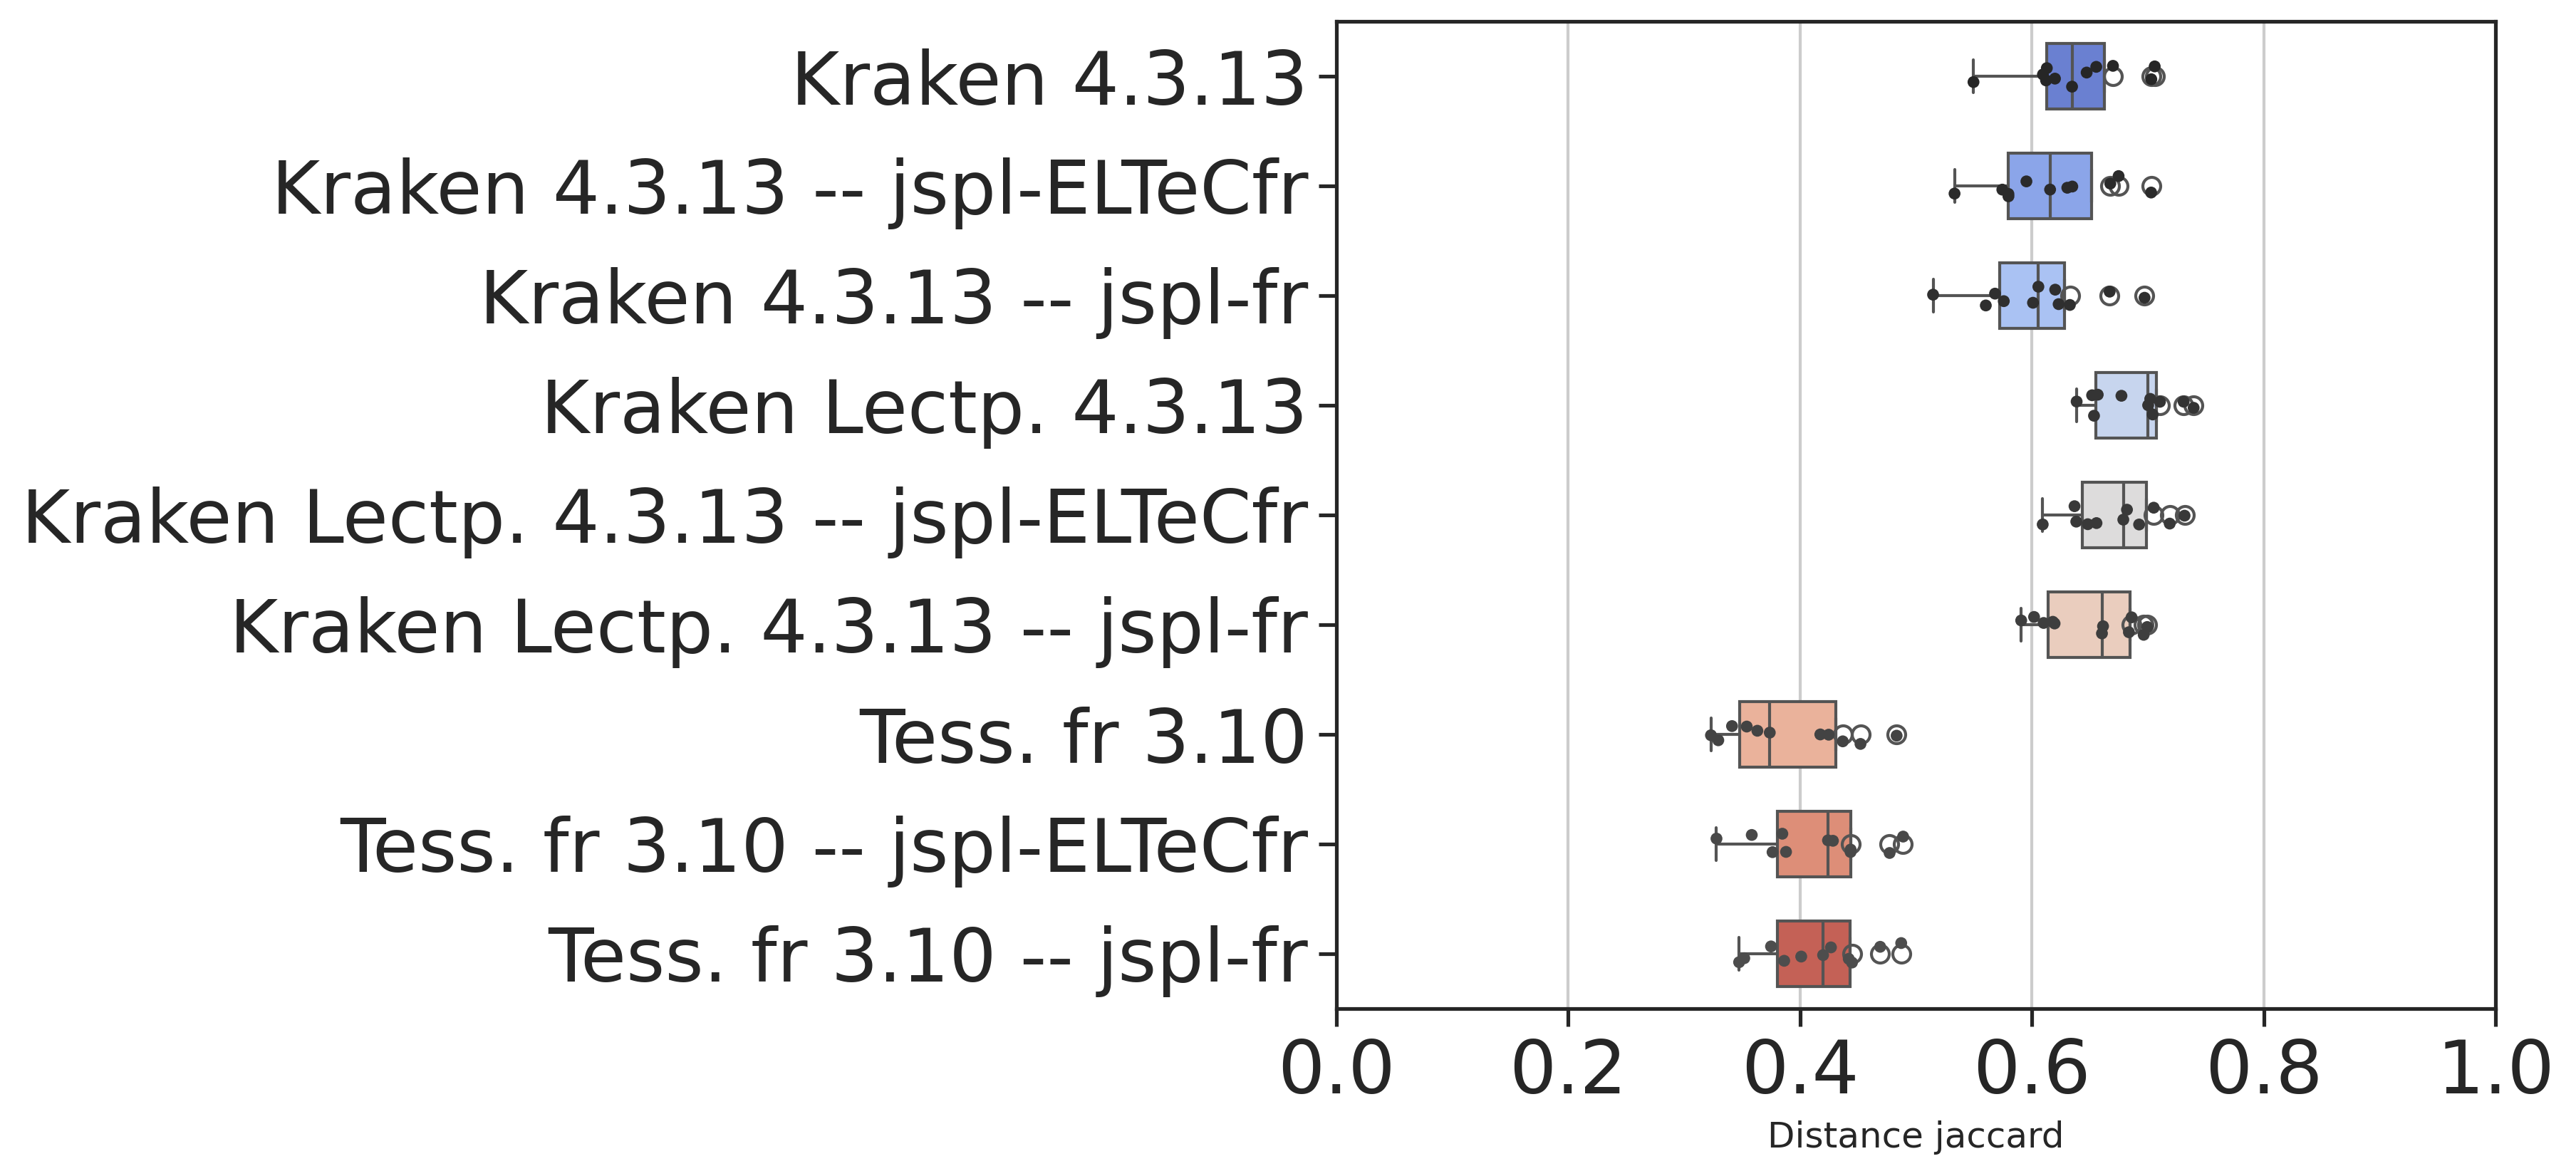 Kraken 4.3.13
Kraken 4.3.13 -- jspl-ELTeCfr
Kraken 4.3.13 -- jspl-fr
Kraken Lectp. 4.3.13
Kraken Lectp. 4.3.13 -- jspl-ELTeCfr
Kraken Lectp. 4.3.13 -- jspl-fr
Tess. fr 3.10
Tess. fr 3.10 -- jspl-ELTeCfr
Tess. fr 3.10 -- jspl-fr
0.0 0.2 0.4 0.6 0.8 1.0
Distance jaccard